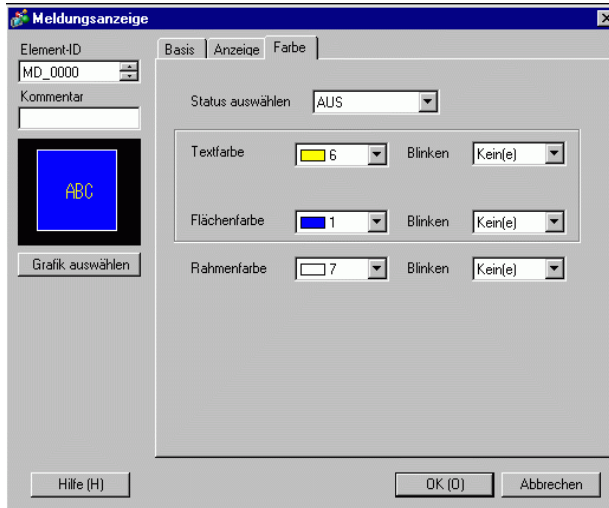 Meldungsanzeige
Element-ID
MD_0000
Kommentar
ABC
Grafik auswählen
Basis Anzeige Farbe
Status auswählen AUS
Textfarbe 6 Blinken Kein(e)
Flächenfarbe 1 Blinken Kein(e)
Rahmenfarbe 7 Blinken Kein(e)
Hilfe (H) OK (O) Abbrechen